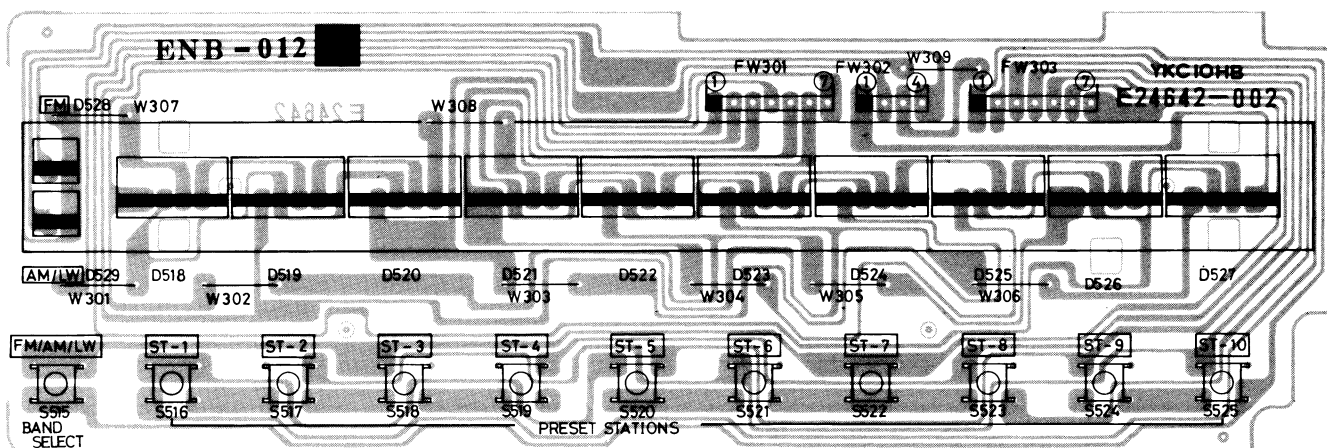 ENB-012
FM D528 W307 E24642 W308 FW301 FW302 W309 FW303 YKC10HB
1 7 1 4 1 7
E24642-002
AM/LW D529 D518 D519 D520 D521 D522 D523 D524 D525 D526 D527
W301 W302 W303 W304 W305 W306
FM/AM/LW ST-1 ST-2 ST-3 ST-4 ST-5 ST-6 ST-7 ST-8 ST-9 ST-10
S515 S516 S517 S518 S519 S520 S521 S522 S523 S524 S525
BAND SELECT
PRESET STATIONS